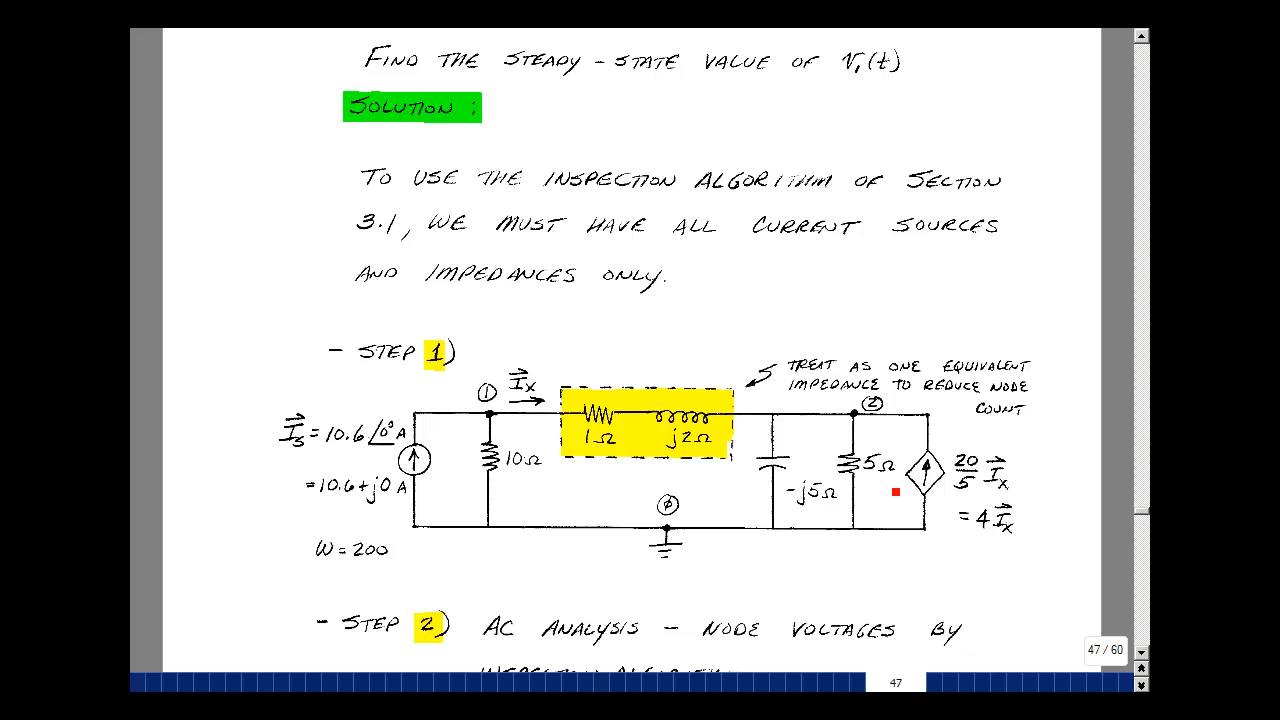 FIND THE STEADY-STATE VALUE OF v₁(t)
SOLUTION:
TO USE THE INSPECTION ALGORITHM OF SECTION
3.1, WE MUST HAVE ALL CURRENT SOURCES
AND IMPEDANCES ONLY.
- STEP 1)
TREAT AS ONE EQUIVALENT
IMPEDANCE TO REDUCE NODE
COUNT
1
Ix
2
Is = 10.6 ∠0° A
= 10.6 + j0 A
10Ω
1Ω
j2Ω
-j5Ω
5Ω
20/5 Ix
= 4 Ix
ϕ
W = 200
- STEP 2) AC ANALYSIS - NODE VOLTAGES BY
INSPECTION ALGORITHM
47 / 60
47